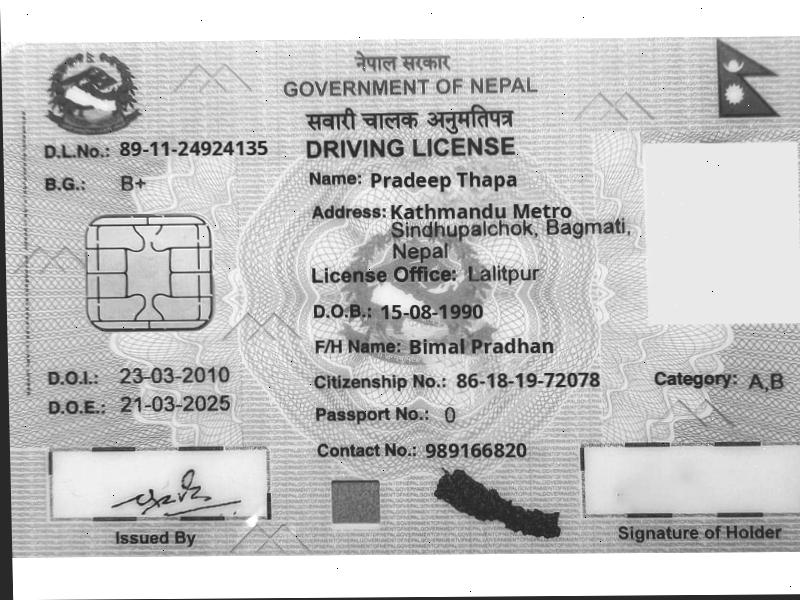 नेपाल सरकार
GOVERNMENT OF NEPAL
सवारी चालक अनुमतिपत्र
DRIVING LICENSE
D.L.No.: 89-11-24924135
B.G.: B+
Name: Pradeep Thapa
Address: Kathmandu Metro
Sindhupalchok, Bagmati,
Nepal
License Office: Lalitpur
D.O.B.: 15-08-1990
F/H Name: Bimal Pradhan
D.O.I.: 23-03-2010
Citizenship No.: 86-18-19-72078
Category: A,B
D.O.E.: 21-03-2025
Passport No.: 0
Contact No.: 989166820
Issued By
Signature of Holder